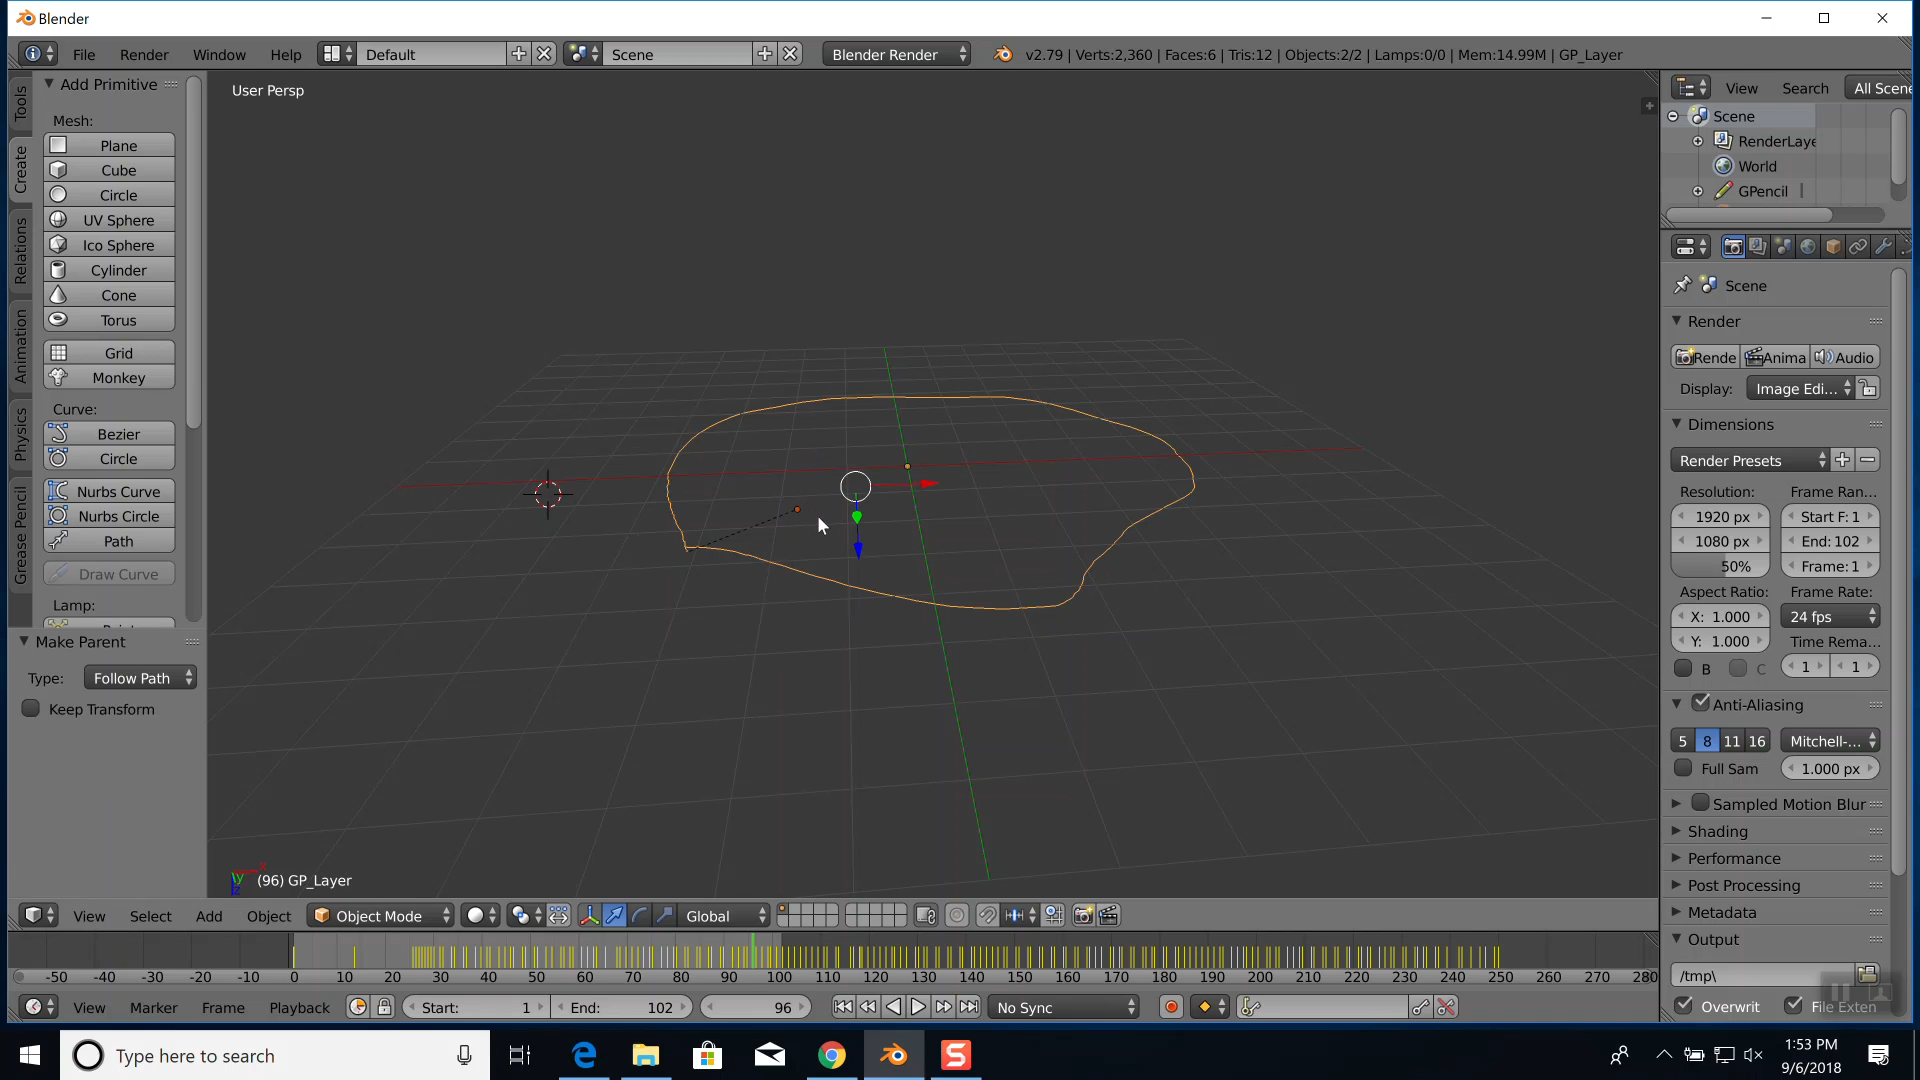 Blender
File Render Window Help Default Scene Blender Render v2.79 | Verts:2,360 | Faces:6 | Tris:12 | Objects:2/2 | Lamps:0/0 | Mem:14.99M | GP_Layer
Tools
Create
Relations
Animation
Physics
Grease Pencil
Add Primitive
Mesh:
Plane
Cube
Circle
UV Sphere
Ico Sphere
Cylinder
Cone
Torus
Grid
Monkey
Curve:
Bezier
Circle
Nurbs Curve
Nurbs Circle
Path
Draw Curve
Lamp:
Make Parent
Type: Follow Path
Keep Transform
User Persp
(96) GP_Layer
View Search All Scene
Scene
RenderLaye
World
GPencil
Scene
Render
Rende Anima Audio
Display: Image Edi...
Dimensions
Render Presets
Resolution: Frame Ran...
1920 px Start F: 1
1080 px End: 102
50% Frame: 1
Aspect Ratio: Frame Rate:
X: 1.000 24 fps
Y: 1.000 Time Rema...
B C 1 1
Anti-Aliasing
5 8 11 16 Mitchell-...
Full Sam 1.000 px
Sampled Motion Blur
Shading
Performance
Post Processing
Metadata
Output
/tmp\
Overwrit File Exten
View Select Add Object Object Mode Global
-50 -40 -30 -20 -10 0 10 20 30 40 50 60 70 80 90 100 110 120 130 140 150 160 170 180 190 200 210 220 230 240 250 260 270 280
View Marker Frame Playback Start: 1 End: 102 96 No Sync
Type here to search
1:53 PM
9/6/2018